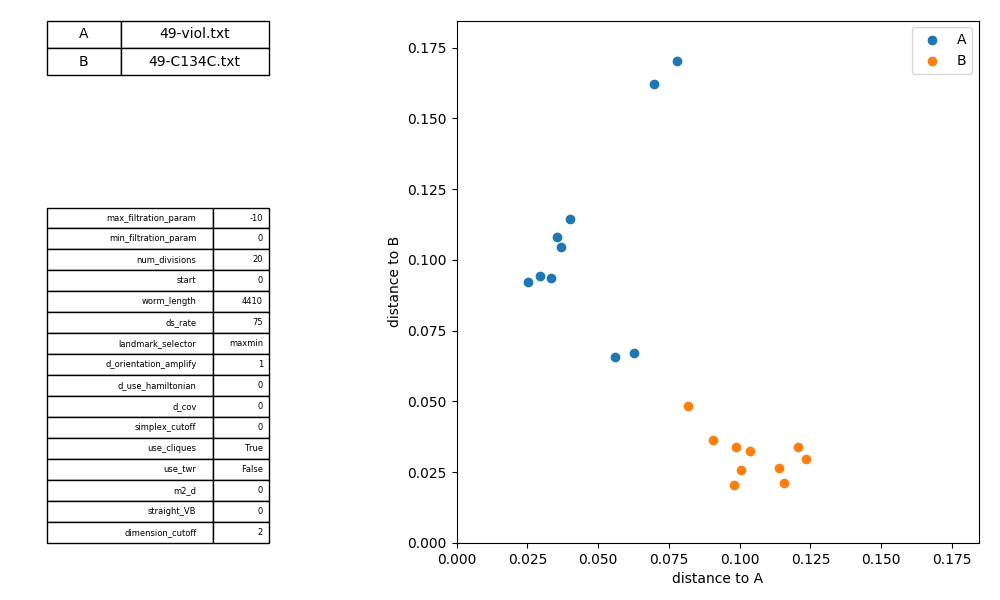 A 49-viol.txt
B 49-C134C.txt
max_filtration_param -10
min_filtration_param 0
num_divisions 20
start 0
worm_length 4410
ds_rate 75
landmark_selector maxmin
d_orientation_amplify 1
d_use_hamiltonian 0
d_cov 0
simplex_cutoff 0
use_cliques True
use_twr False
m2_d 0
straight_VB 0
dimension_cutoff 2
A
B
0.175
0.150
0.125
0.100
0.075
0.050
0.025
0.000
distance to B
0.000 0.025 0.050 0.075 0.100 0.125 0.150 0.175
distance to A